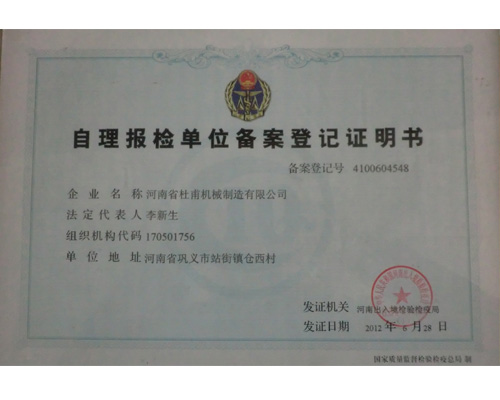 自理报检单位备案登记证明书
备案登记号 4100604548
企业名称 河南省杜甫机械制造有限公司
法定代表人 李新生
组织机构代码 170501756
单位地址 河南省巩义市站街镇仓西村
发证机关 河南出入境检验检疫局
发证日期 2012 年 6 月 28 日
国家质量监督检验检疫总局 制